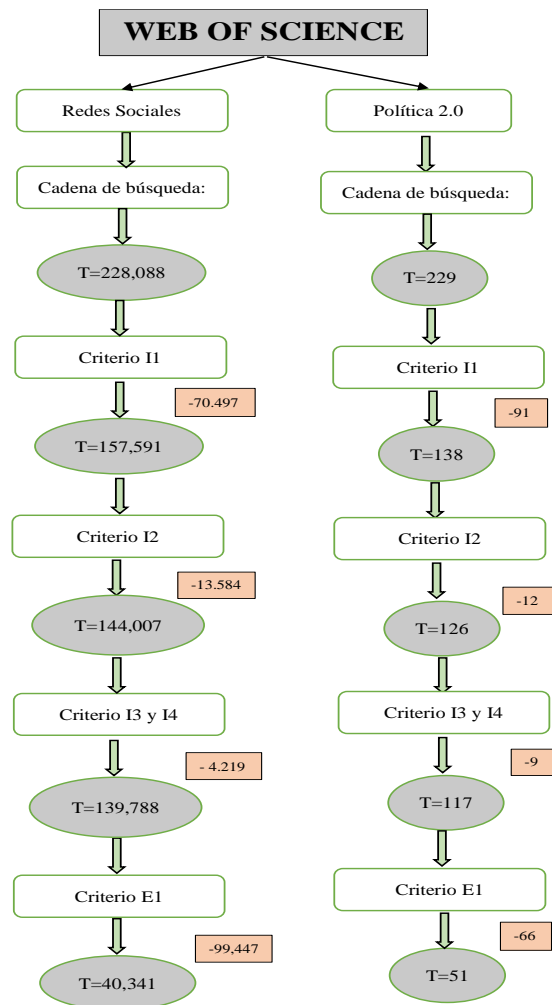 WEB OF SCIENCE
Redes Sociales
Cadena de búsqueda:
T=228,088
Criterio I1
-70.497
T=157,591
Criterio I2
-13.584
T=144,007
Criterio I3 y I4
- 4.219
T=139,788
Criterio E1
-99,447
T=40,341
Política 2.0
Cadena de búsqueda:
T=229
Criterio I1
-91
T=138
Criterio I2
-12
T=126
Criterio I3 y I4
-9
T=117
Criterio E1
-66
T=51